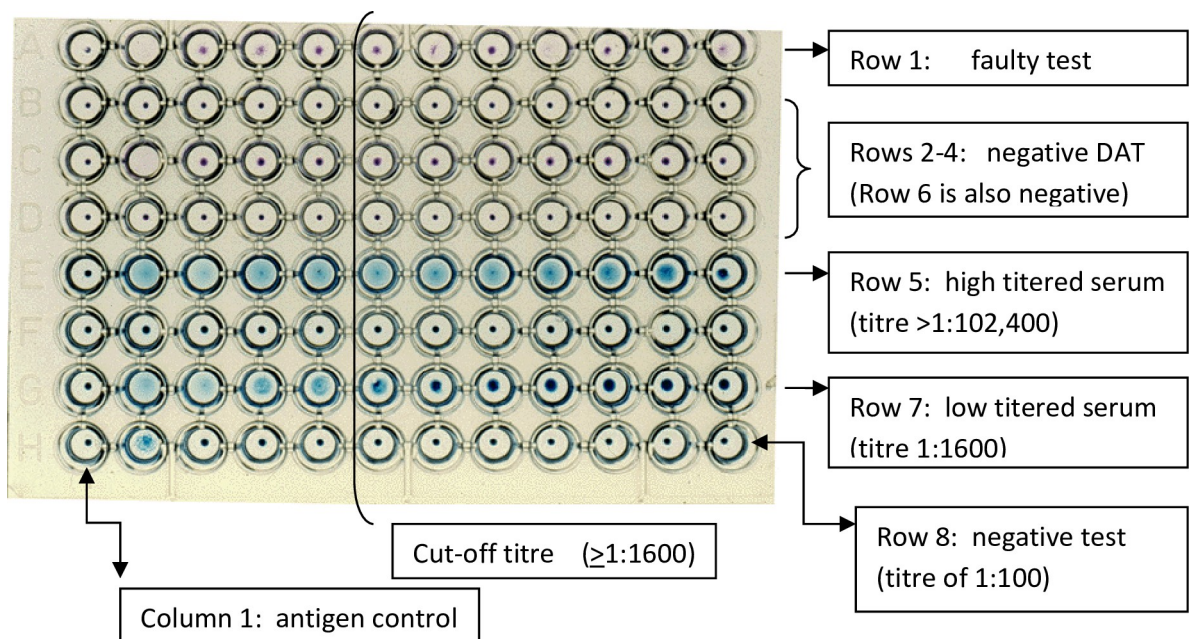 A
B
C
D
E
F
G
H
Row 1: faulty test
Rows 2-4: negative DAT
(Row 6 is also negative)
Row 5: high titered serum
(titre >1:102,400)
Row 7: low titered serum
(titre 1:1600)
Row 8: negative test
(titre of 1:100)
Cut-off titre (≥1:1600)
Column 1: antigen control